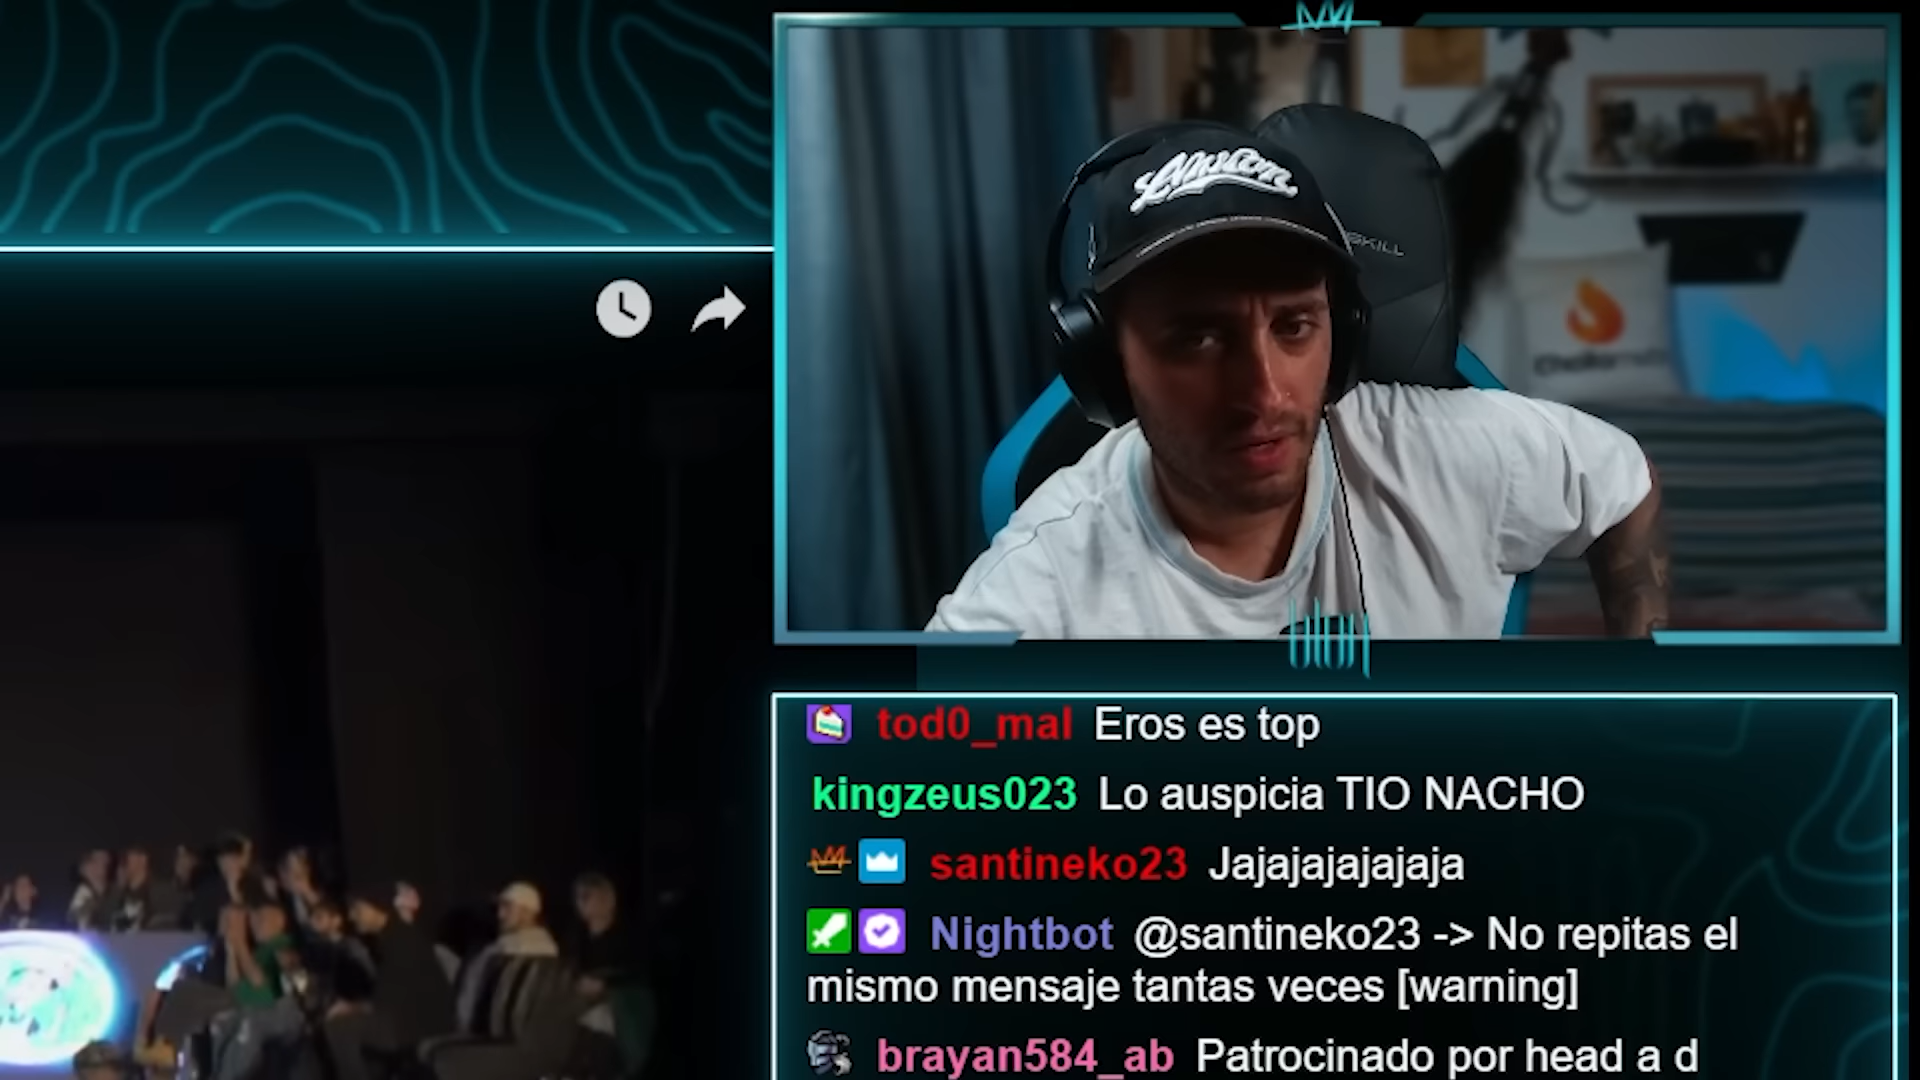 SKILL
tod0_mal Eros es top
kingzeus023 Lo auspicia TIO NACHO
santineko23 Jajajajajajaja
Nightbot @santineko23 -> No repitas el
mismo mensaje tantas veces [warning]
brayan584_ab Patrocinado por head a d